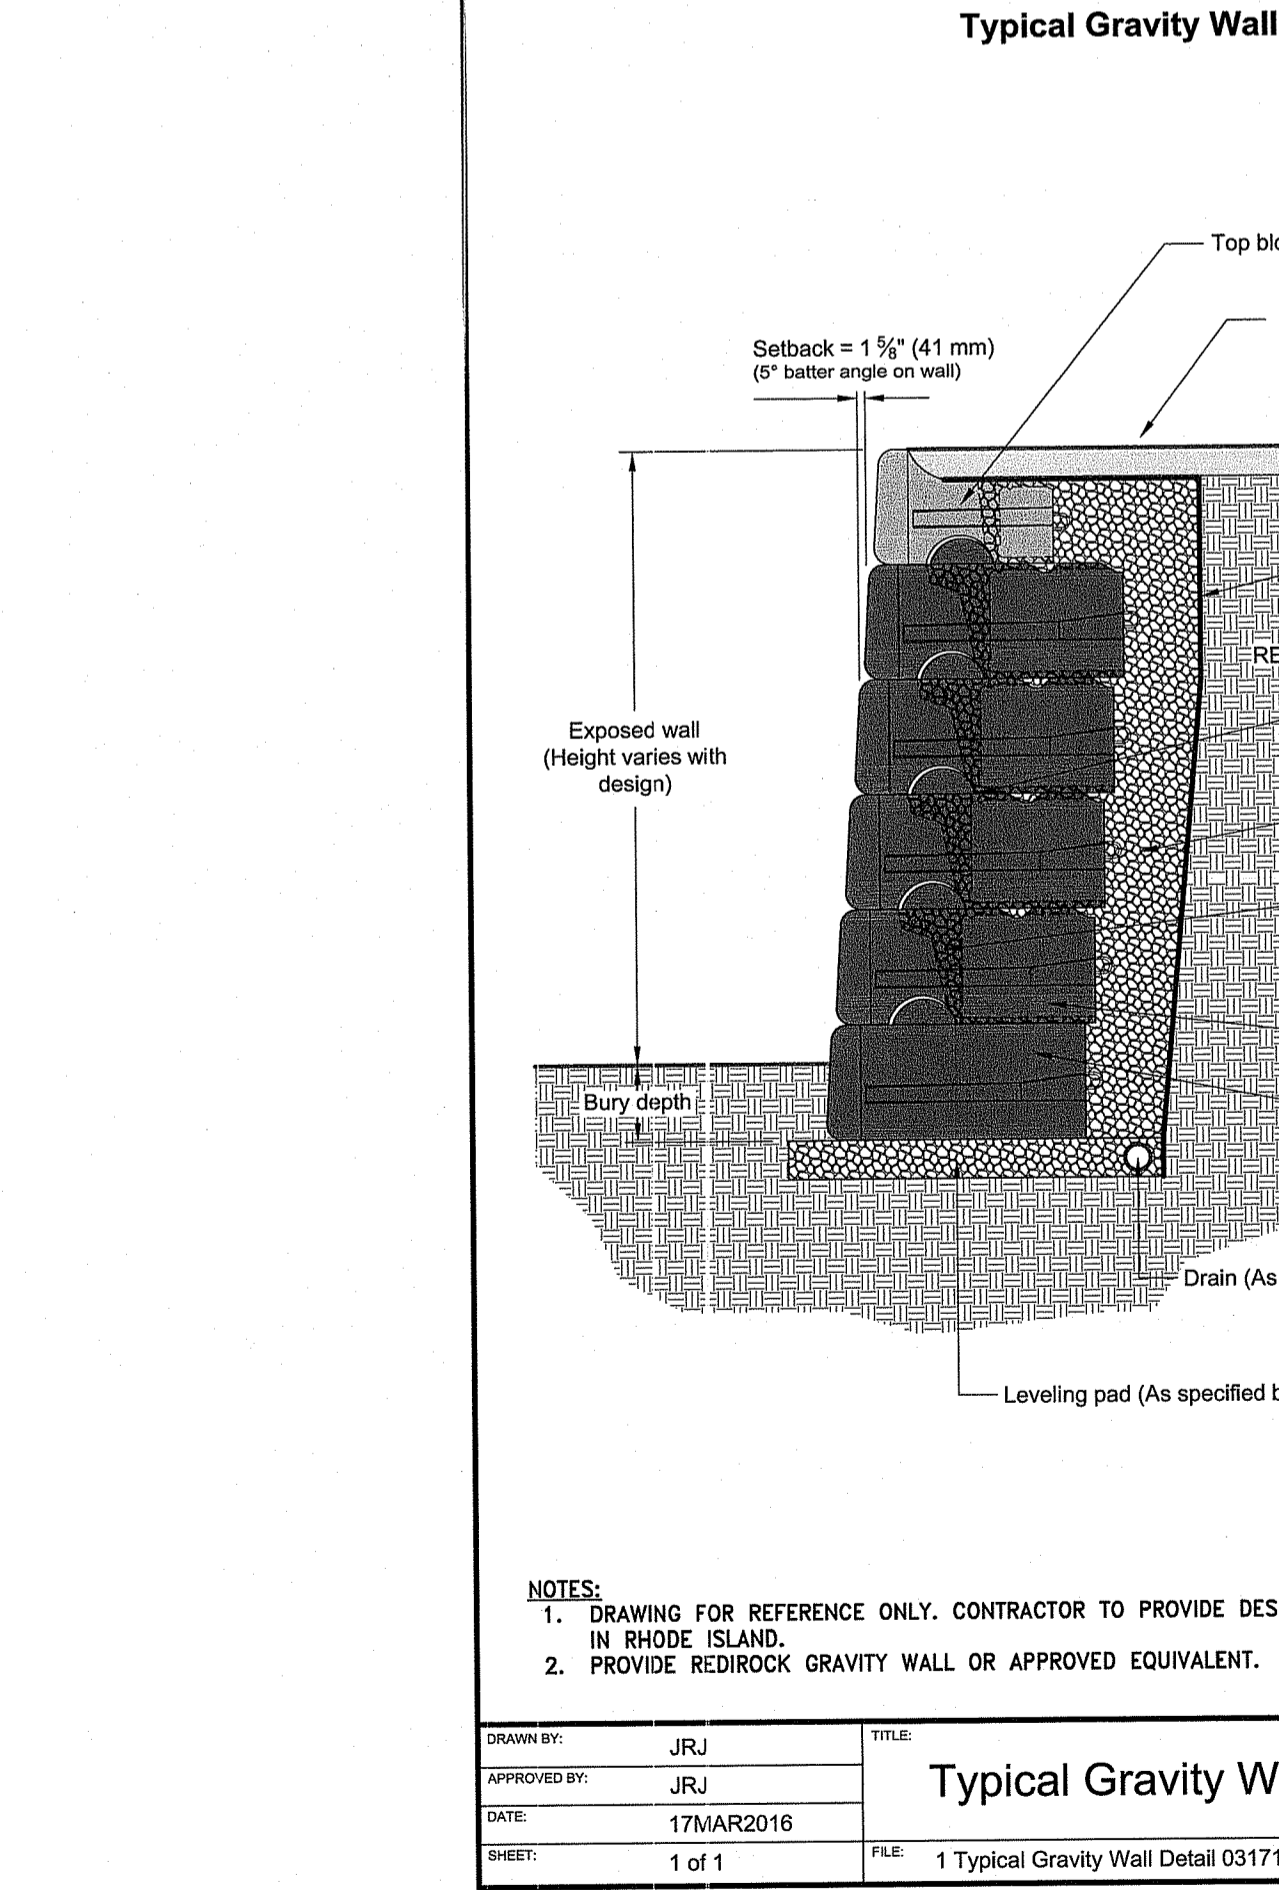 Typical Gravity Wall
Top blo
Setback = 1 ⅝" (41 mm)
(5° batter angle on wall)
RE
Exposed wall
(Height varies with
design)
Bury depth
Drain (As
Leveling pad (As specified b
NOTES:
1. DRAWING FOR REFERENCE ONLY. CONTRACTOR TO PROVIDE DES
IN RHODE ISLAND.
2. PROVIDE REDIROCK GRAVITY WALL OR APPROVED EQUIVALENT.
DRAWN BY: JRJ
APPROVED BY: JRJ
DATE: 17MAR2016
SHEET: 1 of 1
TITLE:
Typical Gravity W
FILE: 1 Typical Gravity Wall Detail 03171